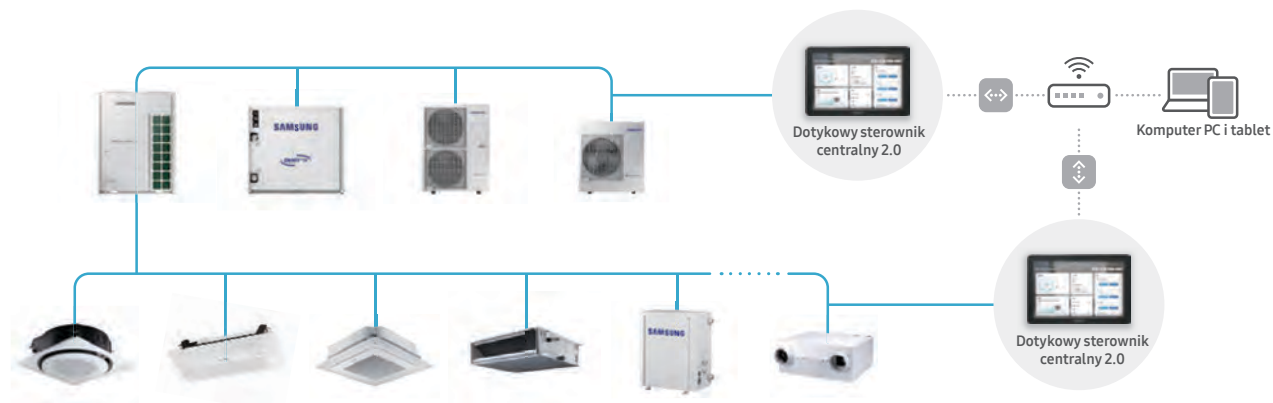 SAMSUNG
Dotykowy sterownik
centralny 2.0
Komputer PC i tablet
SAMSUNG
Dotykowy sterownik
centralny 2.0